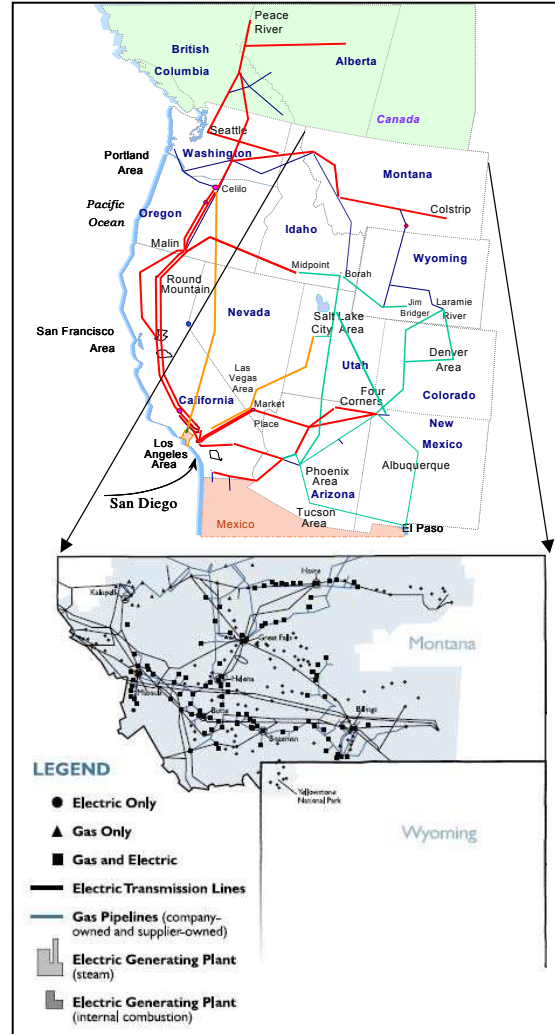 Peace
River
British
Columbia
Alberta
Canada
Seattle
Washington
Portland
Area
Montana
Pacific
Ocean
Celilo
Oregon
Colstrip
Idaho
Malin
Wyoming
Midpoint
Borah
Round
Mountain
Jim
Bridger
Laramie
River
Nevada
Salt Lake
City Area
San Francisco
Area
Denver
Area
Utah
Las
Vegas
Area
Four
Corners
Colorado
California
Market
Place
New
Mexico
Los
Angeles
Area
Albuquerque
Phoenix
Area
San Diego
Arizona
Tucson
Area
Mexico
El Paso
Kalispell
Havre
Great Falls
Montana
Helena
Missoula
Butte
Billings
Bozeman
LEGEND
Yellowstone
National Park
Electric Only
Wyoming
Gas Only
Gas and Electric
Electric Transmission Lines
Gas Pipelines (company-
owned and supplier-owned)
Electric Generating Plant
(steam)
Electric Generating Plant
(internal combustion)